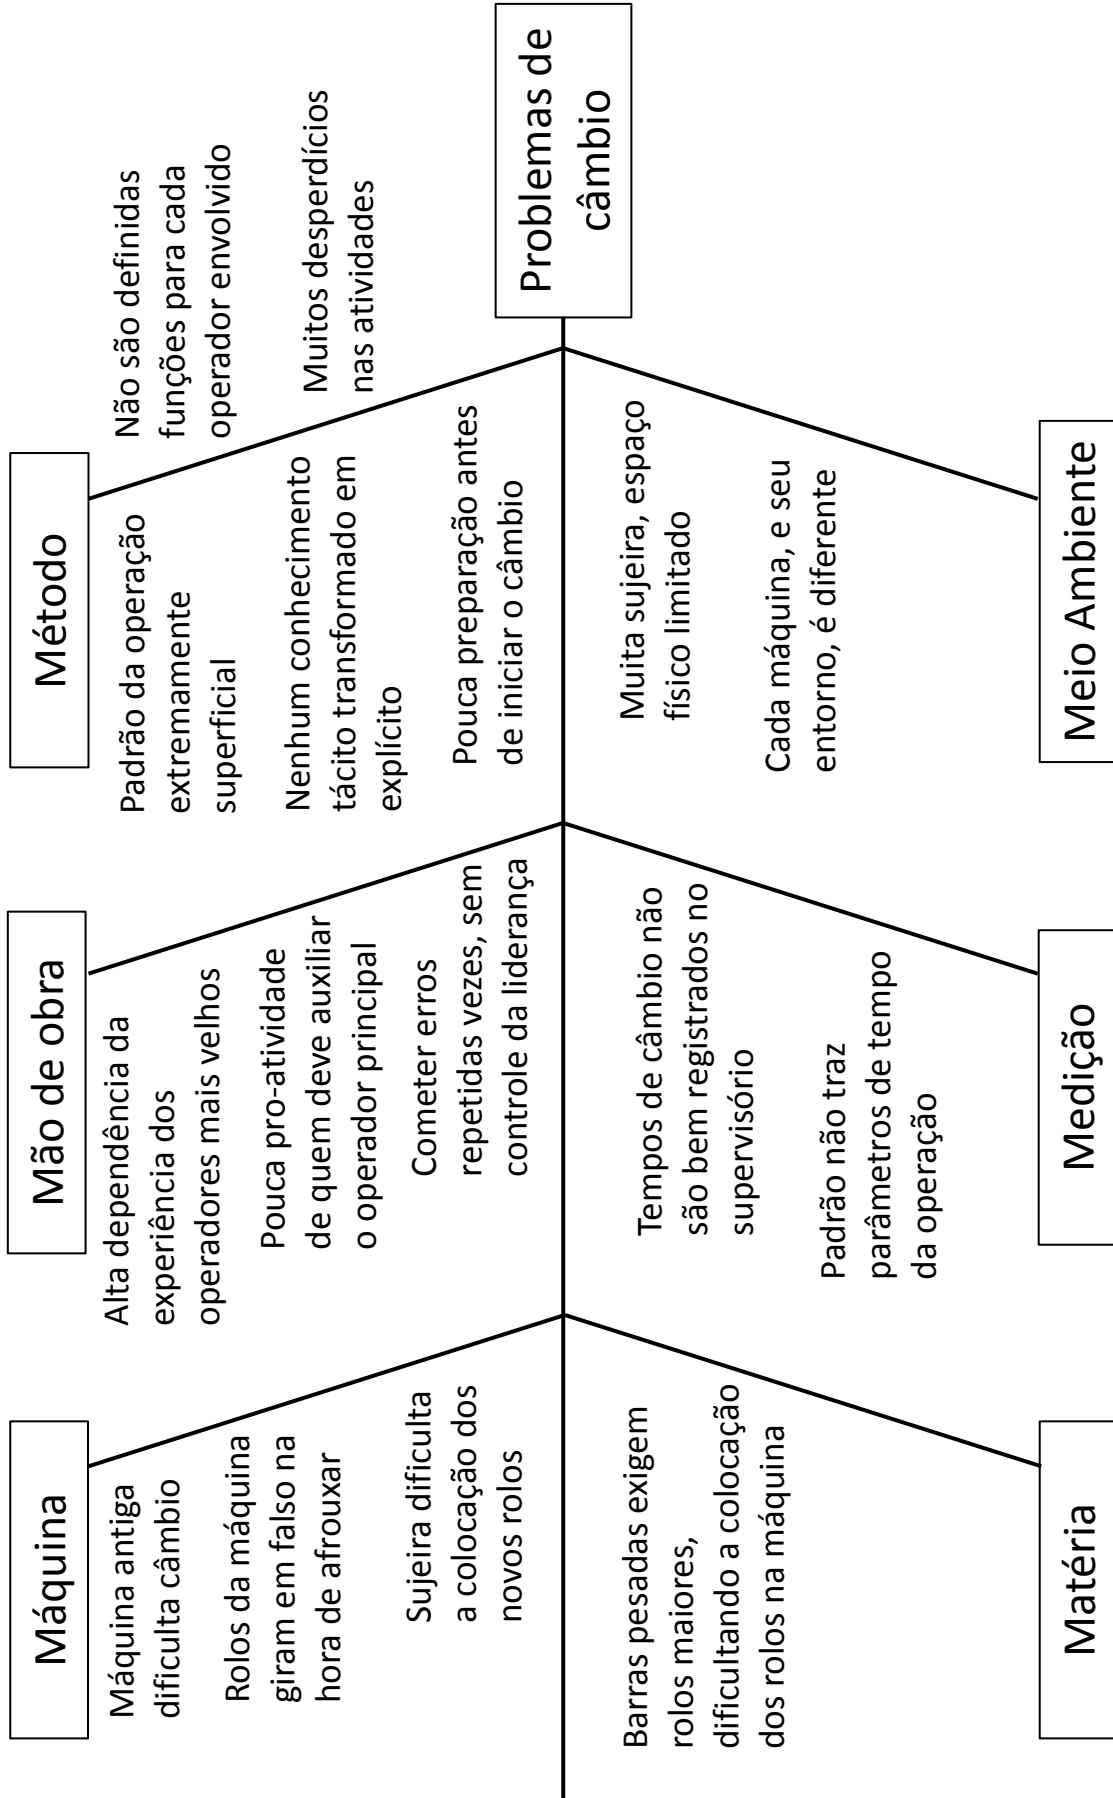 Máquina
Máquina antiga
dificulta câmbio
Rolos da máquina
giram em falso na
hora de afrouxar
Sujeira dificulta
a colocação dos
novos rolos
Mão de obra
Alta dependência da
experiência dos
operadores mais velhos
Pouca pro-atividade
de quem deve auxiliar
o operador principal
Cometer erros
repetidas vezes, sem
controle da liderança
Método
Padrão da operação
extremamente
superficial
Nenhum conhecimento
tácito transformado em
explícito
Pouca preparação antes
de iniciar o câmbio
Não são definidas
funções para cada
operador envolvido
Muitos desperdícios
nas atividades
Problemas de
câmbio
Barras pesadas exigem
rolos maiores,
dificultando a colocação
dos rolos na máquina
Matéria
Tempos de câmbio não
são bem registrados no
supervisório
Padrão não traz
parâmetros de tempo
da operação
Medição
Muita sujeira, espaço
físico limitado
Cada máquina, e seu
entorno, é diferente
Meio Ambiente